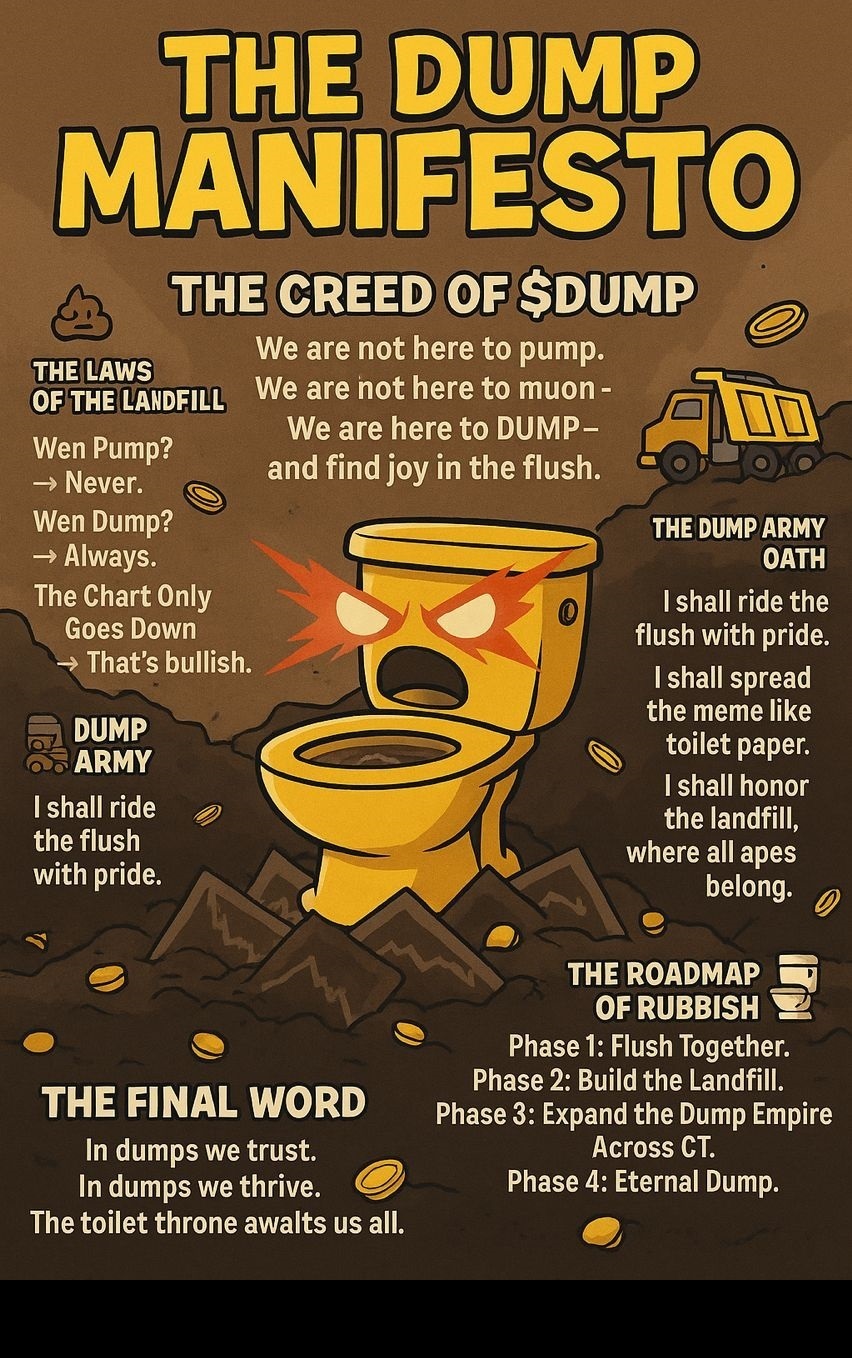 THE DUMP
MANIFESTO
THE CREED OF $DUMP
We are not here to pump.
We are not here to muon -
We are here to DUMP–
and find joy in the flush.
THE LAWS
OF THE LANDFILL
Wen Pump?
→ Never.
Wen Dump?
→ Always.
The Chart Only
Goes Down
→ That's bullish.
DUMP
ARMY
I shall ride
the flush
with pride.
THE DUMP ARMY
OATH
I shall ride the
flush with pride.
I shall spread
the meme like
toilet paper.
I shall honor
the landfill,
where all apes
belong.
THE ROADMAP
OF RUBBISH
Phase 1: Flush Together.
Phase 2: Build the Landfill.
Phase 3: Expand the Dump Empire
Across CT.
Phase 4: Eternal Dump.
THE FINAL WORD
In dumps we trust.
In dumps we thrive.
The toilet throne awalts us all.